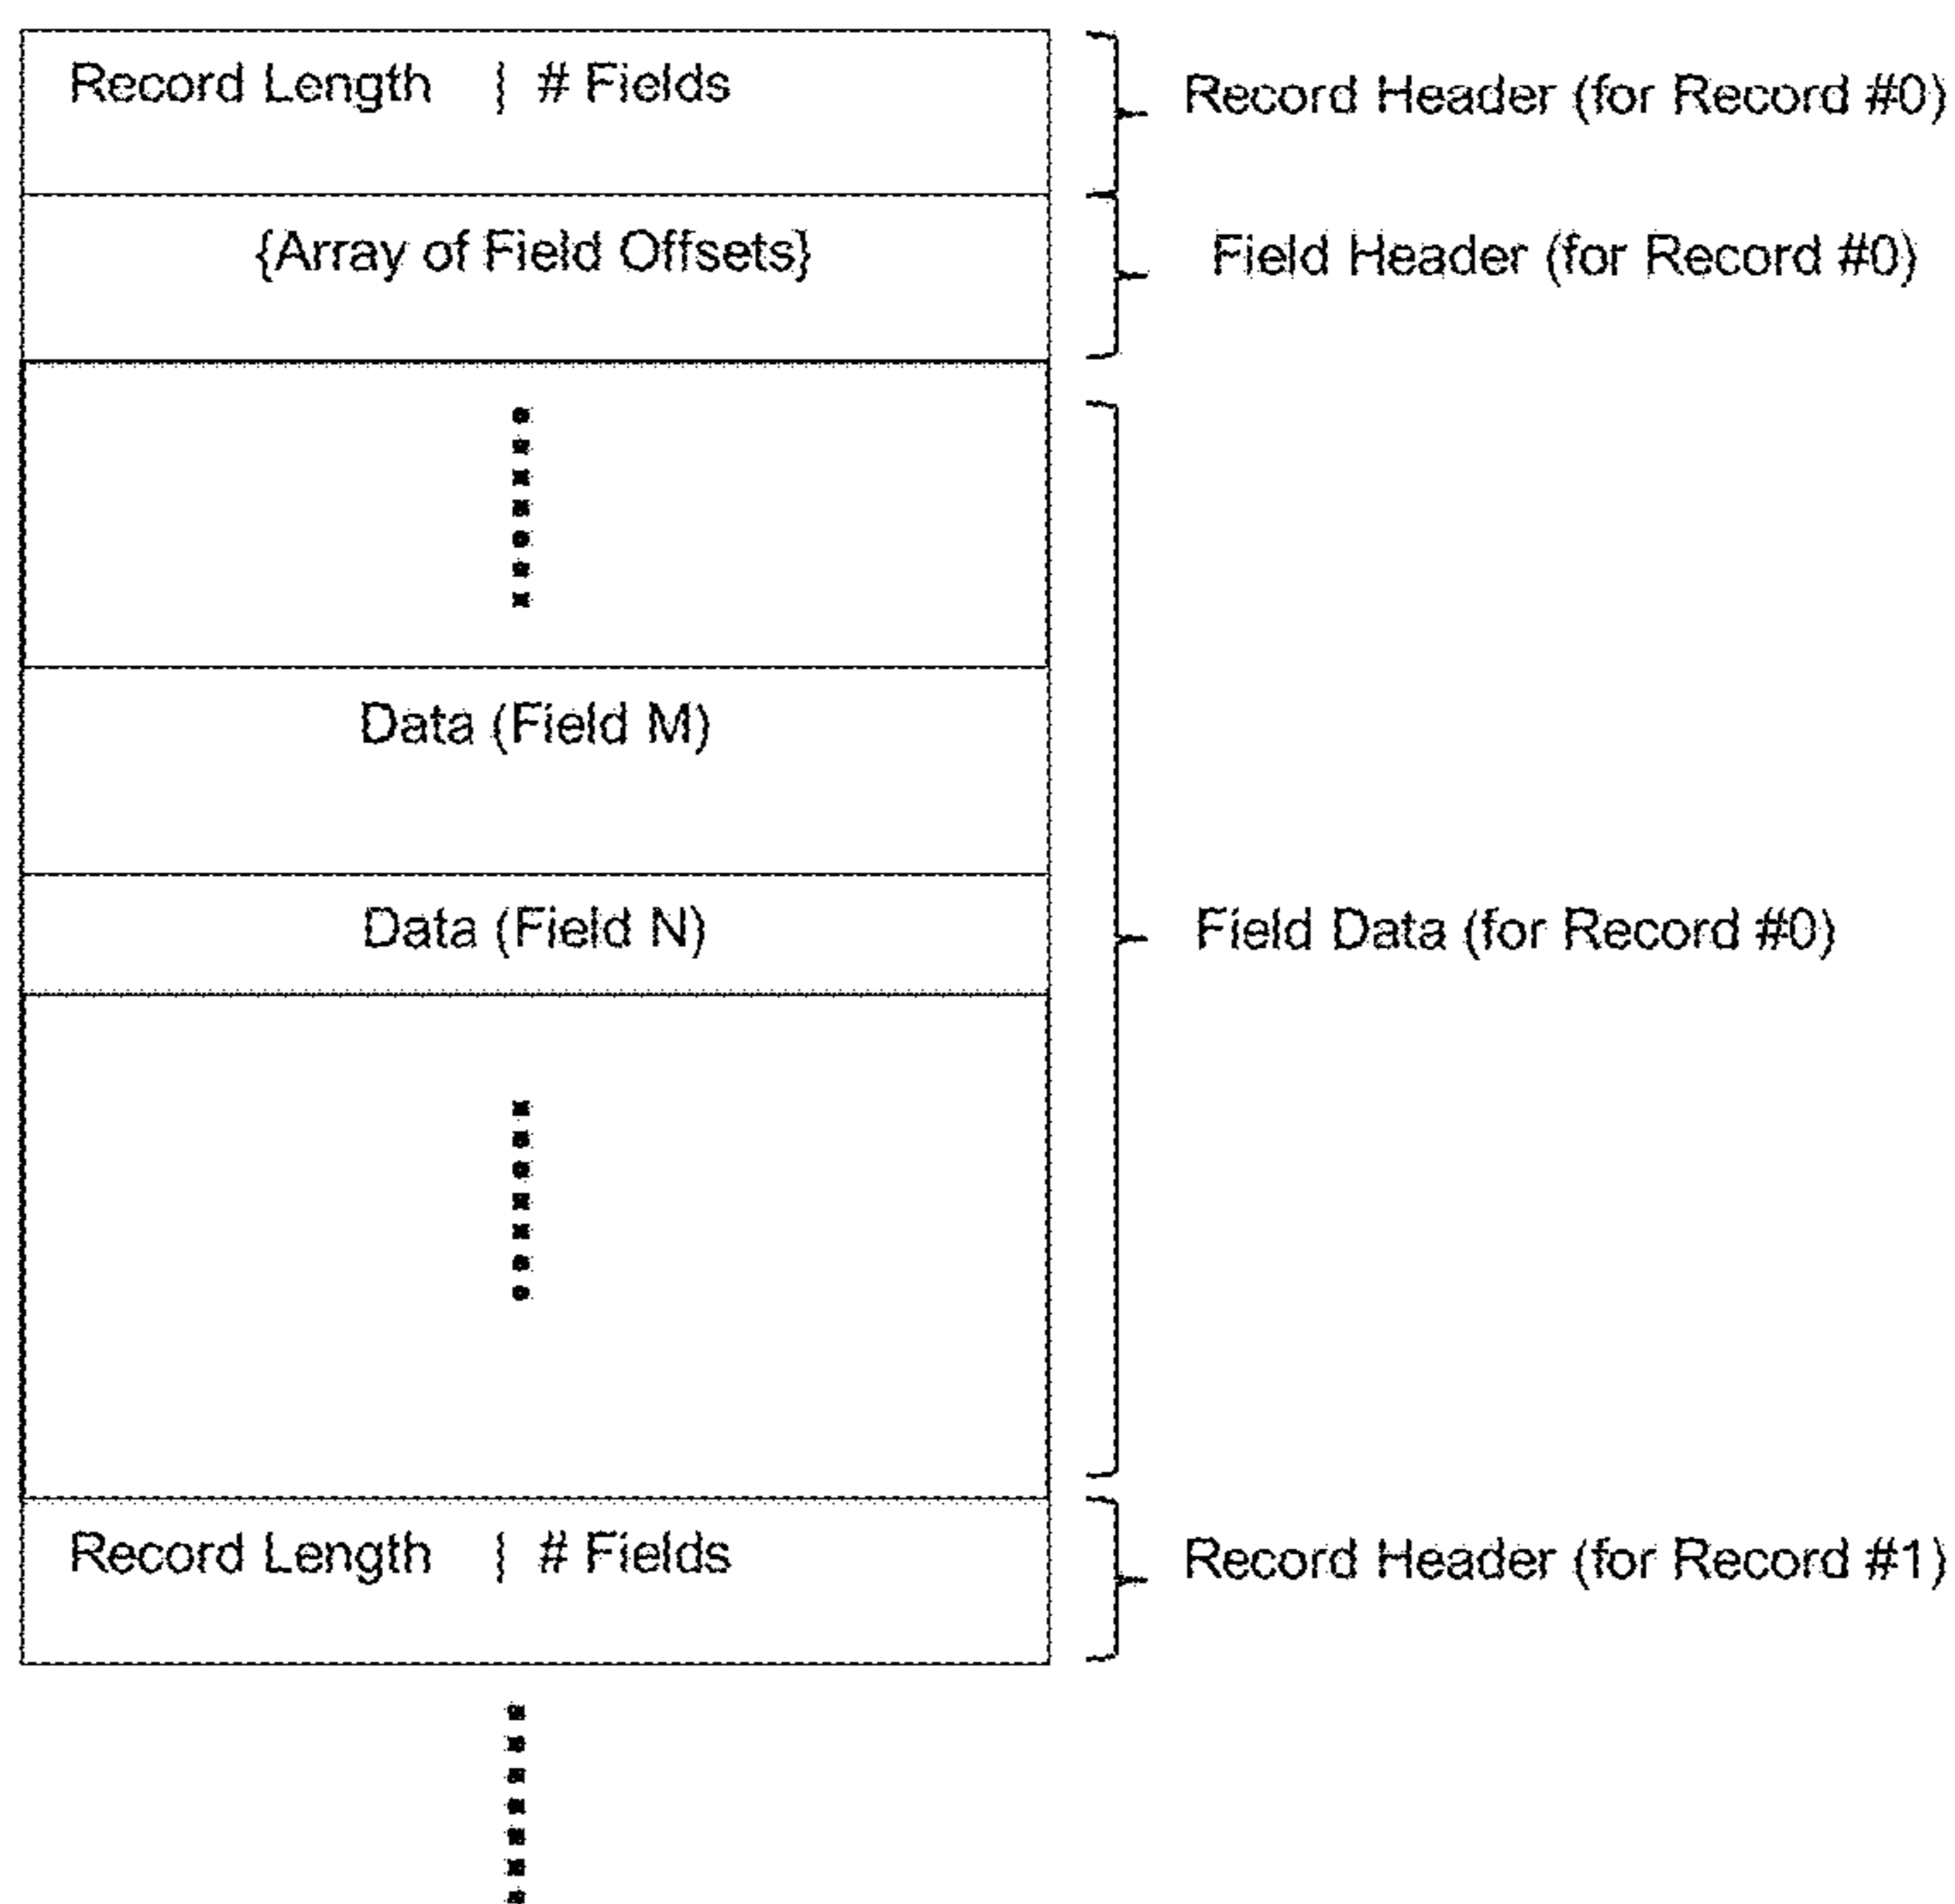 Record Length | # Fields
Record Header (for Record #0)
{Array of Field Offsets}
Field Header (for Record #0)
Data (Field M)
Data (Field N)
Field Data (for Record #0)
Record Length | # Fields
Record Header (for Record #1)